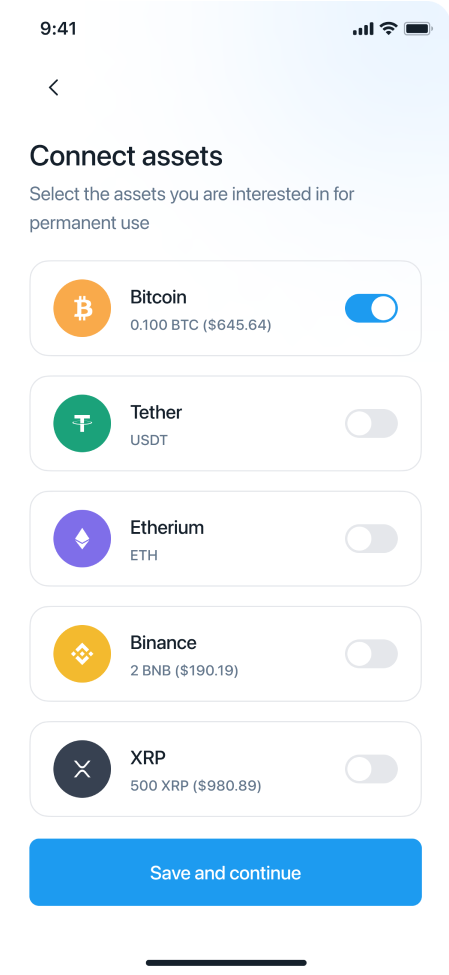 9:41
Connect assets
Select the assets you are interested in for
permanent use
Bitcoin
0.100 BTC ($645.64)
Tether
USDT
Etherium
ETH
Binance
2 BNB ($190.19)
XRP
500 XRP ($980.89)
Save and continue